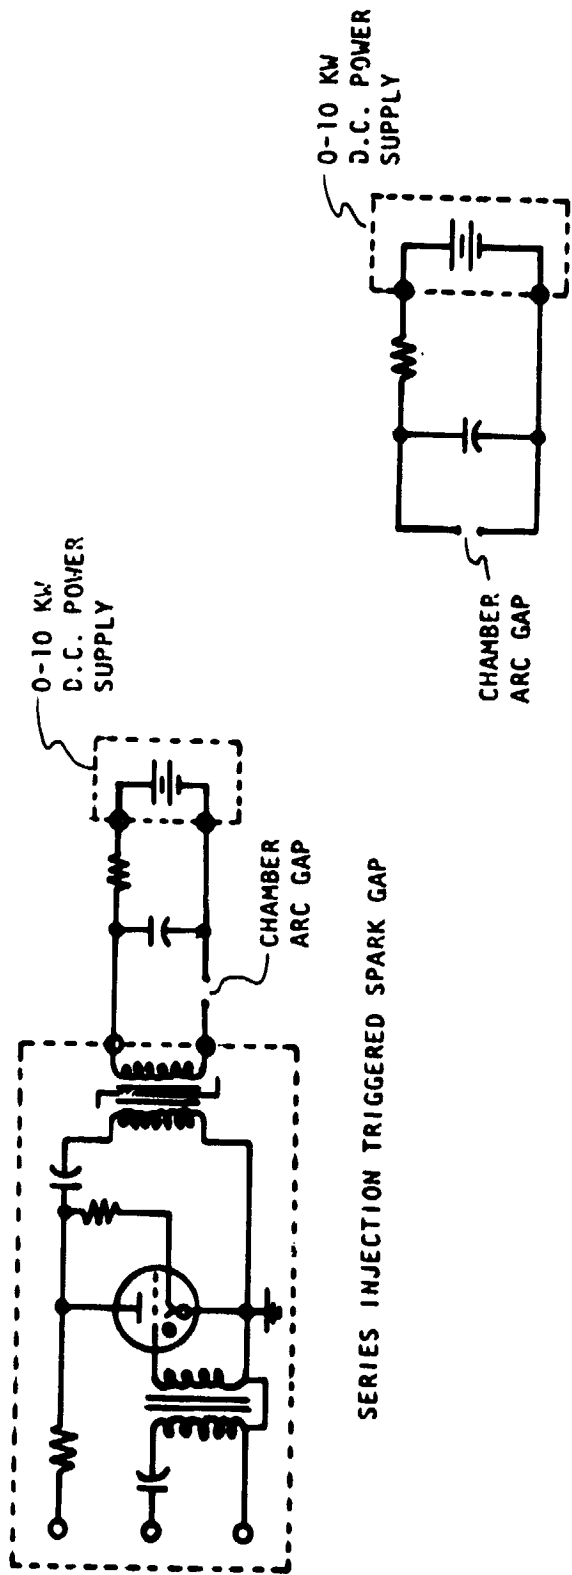 0-10 KW
D.C. POWER
SUPPLY
CHAMBER
ARC GAP
SERIES INJECTION TRIGGERED SPARK GAP
0-10 KW
D.C. POWER
SUPPLY
CHAMBER
ARC GAP